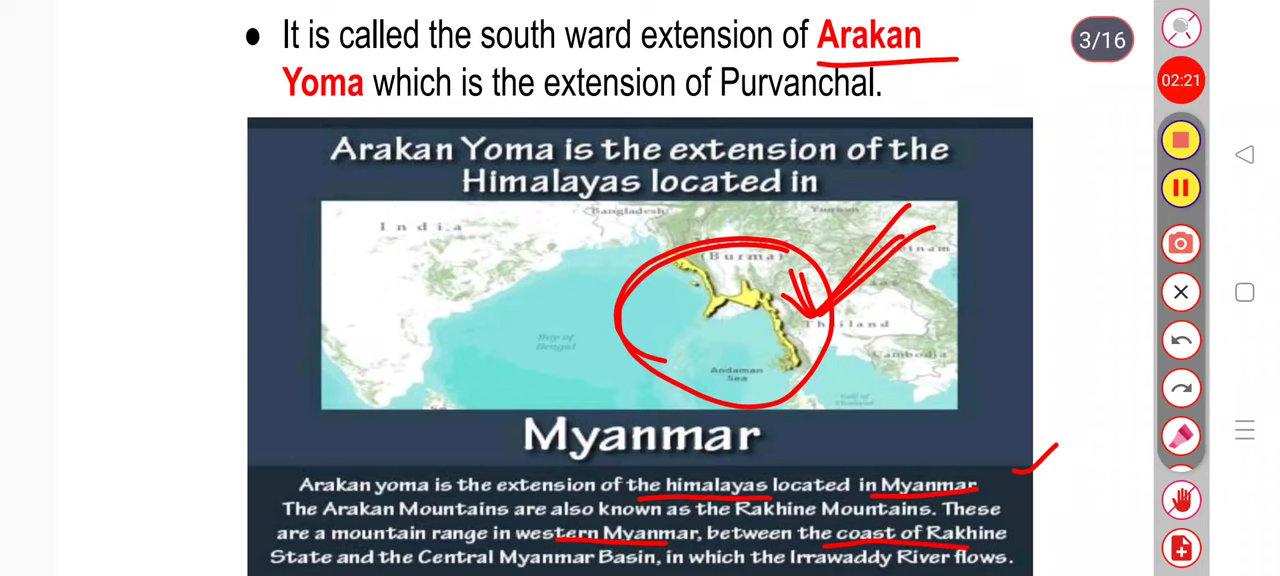 It is called the south ward extension of Arakan
Yoma which is the extension of Purvanchal.
3/16
02:21
Arakan Yoma is the extension of the
Himalayas located in
India
Bangladesh
Yunnan
(Burma)
Thailand
Bay of
Bengal
Cambodia
Andaman
Sea
Gulf of
Thailand
Myanmar
Arakan yoma is the extension of the himalayas located in Myanmar
The Arakan Mountains are also known as the Rakhine Mountains. These
are a mountain range in western Myanmar, between the coast of Rakhine
State and the Central Myanmar Basin, in which the Irrawaddy River flows.